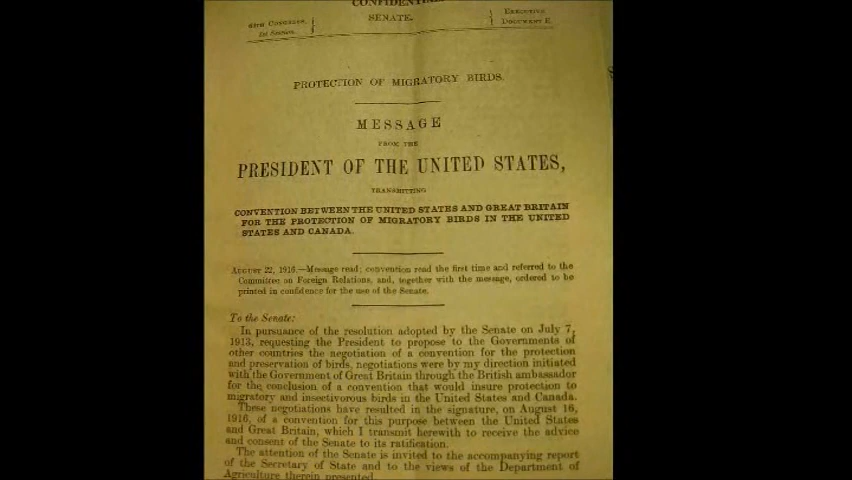 CONFIDENTIAL.
64TH CONGRESS, 1st Session. SENATE. EXECUTIVE DOCUMENT E.
PROTECTION OF MIGRATORY BIRDS.
MESSAGE
FROM THE
PRESIDENT OF THE UNITED STATES,
TRANSMITTING
CONVENTION BETWEEN THE UNITED STATES AND GREAT BRITAIN
FOR THE PROTECTION OF MIGRATORY BIRDS IN THE UNITED
STATES AND CANADA.
AUGUST 22, 1916.—Message read; convention read the first time and referred to the
Committee on Foreign Relations, and, together with the message, ordered to be
printed in confidence for the use of the Senate.
To the Senate:
In pursuance of the resolution adopted by the Senate on July 7,
1913, requesting the President to propose to the Governments of
other countries the negotiation of a convention for the protection
and preservation of birds, negotiations were by my direction initiated
with the Government of Great Britain through the British ambassador
for the conclusion of a convention that would insure protection to
migratory and insectivorous birds in the United States and Canada.
These negotiations have resulted in the signature, on August 16,
1916, of a convention for this purpose between the United States
and Great Britain, which I transmit herewith to receive the advice
and consent of the Senate to its ratification.
The attention of the Senate is invited to the accompanying report
of the Secretary of State and to the views of the Department of
Agriculture therein presented.